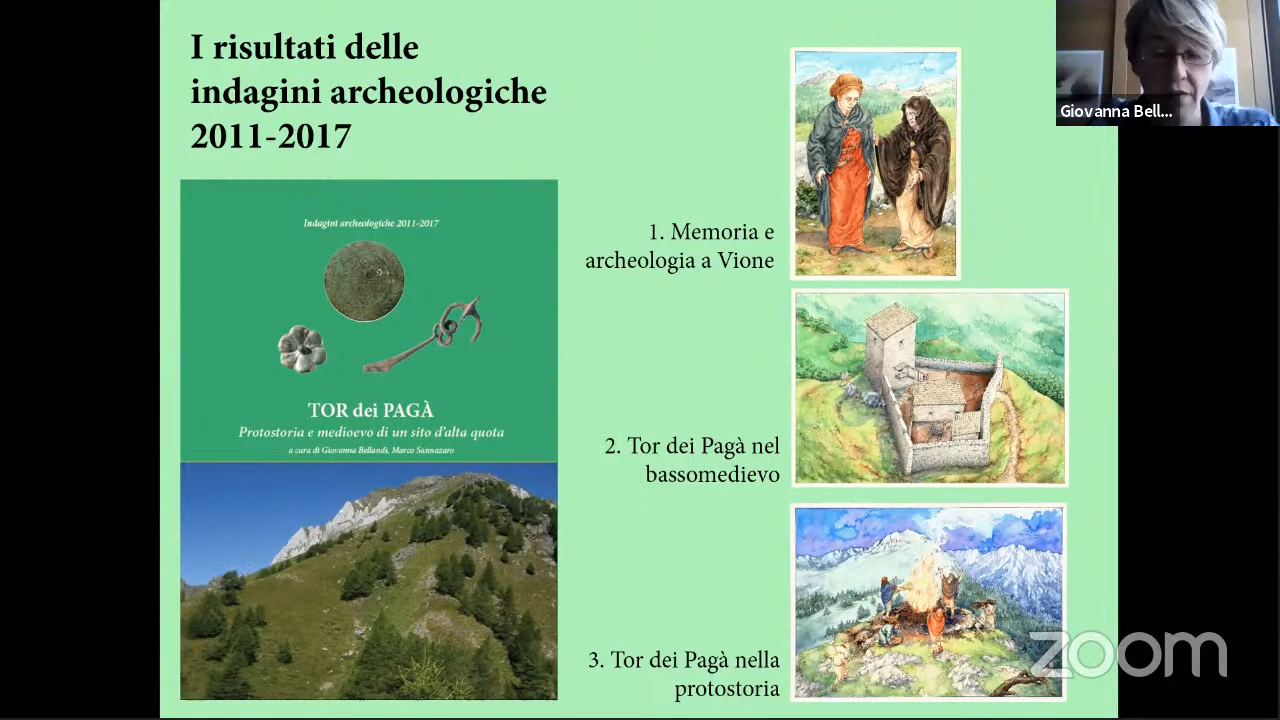 I risultati delle
indagini archeologiche
2011-2017
Indagini archeologiche 2011-2017
TOR dei PAGÀ
Protostoria e medioevo di un sito d'alta quota
a cura di Giovanna Bellandi, Marco Sannazaro
1. Memoria e
archeologia a Vione
2. Tor dei Pagà nel
bassomedievo
3. Tor dei Pagà nella
protostoria
Giovanna Bell...
zoom